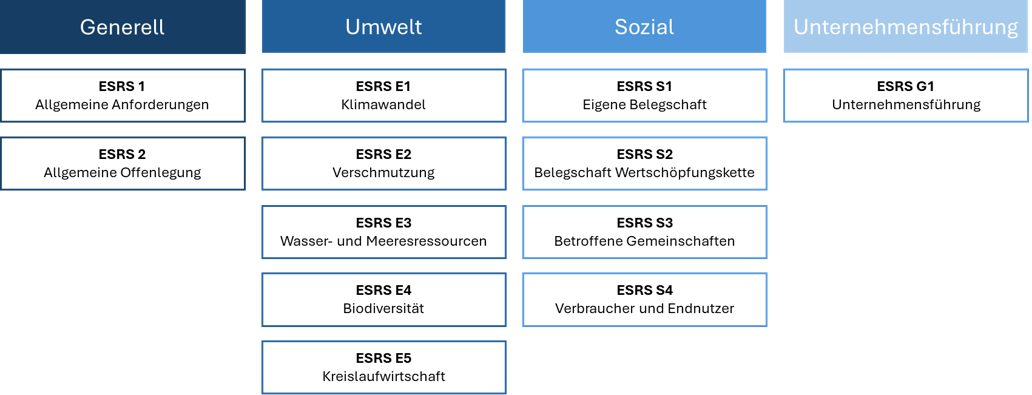 Generell
ESRS 1
Allgemeine Anforderungen
ESRS 2
Allgemeine Offenlegung
Umwelt
ESRS E1
Klimawandel
ESRS E2
Verschmutzung
ESRS E3
Wasser- und Meeresressourcen
ESRS E4
Biodiversität
ESRS E5
Kreislaufwirtschaft
Sozial
ESRS S1
Eigene Belegschaft
ESRS S2
Belegschaft Wertschöpfungskette
ESRS S3
Betroffene Gemeinschaften
ESRS S4
Verbraucher und Endnutzer
Unternehmensführung
ESRS G1
Unternehmensführung